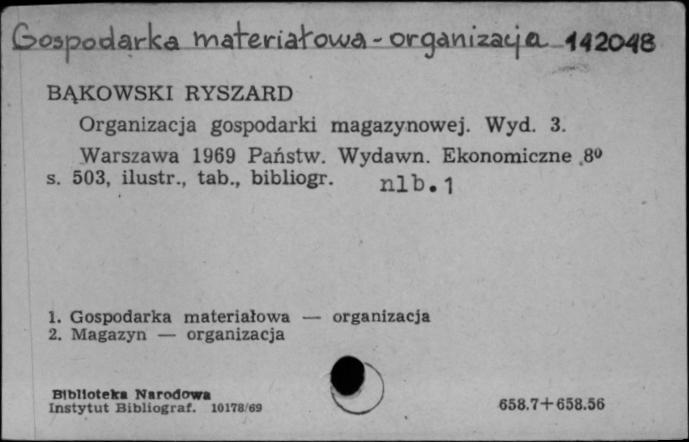 Gospodarka materiałowa - organizacja 142048
BĄKOWSKI RYSZARD
Organizacja gospodarki magazynowej. Wyd. 3.
Warszawa 1969 Państw. Wydawn. Ekonomiczne 8º
s. 503, ilustr., tab., bibliogr. nlb. 1
1. Gospodarka materiałowa — organizacja
2. Magazyn — organizacja
Biblioteka Narodowa
Instytut Bibliograf. 10178/69
658.7+658.56